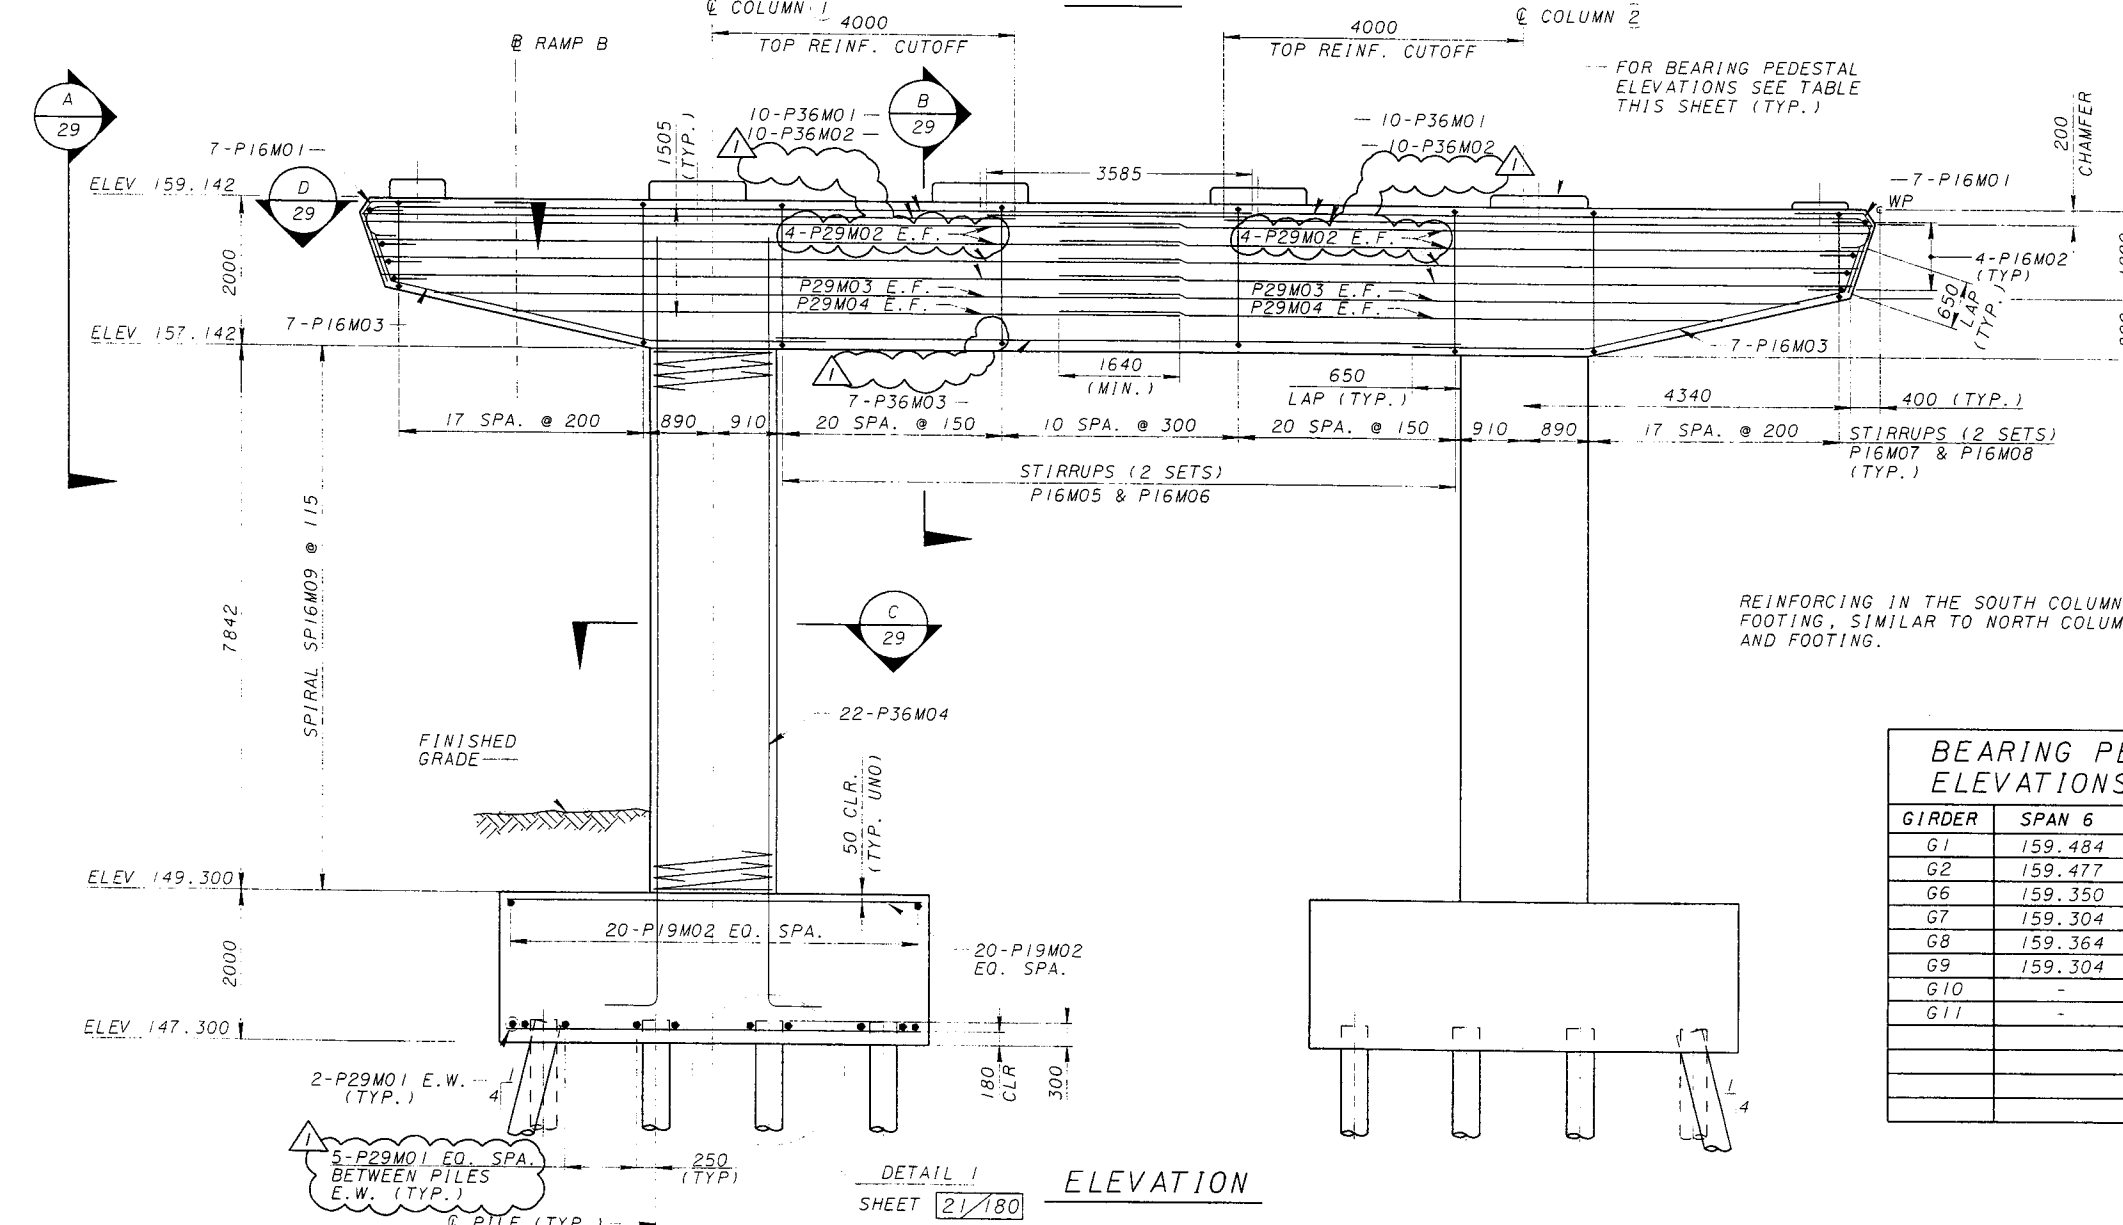 ℄ COLUMN 1
4000
TOP REINF. CUTOFF
4000
TOP REINF. CUTOFF
℄ COLUMN 2
RAMP B
FOR BEARING PEDESTAL
ELEVATIONS SEE TABLE
THIS SHEET (TYP.)
A
29
B
29
10-P36M01
10-P36M02
1
1505
(TYP.)
10-P36M01
10-P36M02
1
200
CHAMFER
7-P16M01
ELEV 159.142
D
29
3585
7-P16M01
WP
4-P29M02 E.F.
4-P29M02 E.F.
4-P16M02
(TYP)
650
LAP
(TYP.)
2000
P29M03 E.F.
P29M04 E.F.
P29M03 E.F.
P29M04 E.F.
7-P16M03
ELEV 157.142
7-P16M03
1
7-P36M03
1640
(MIN.)
650
LAP (TYP.)
4340
400 (TYP.)
17 SPA. @ 200
890
910
20 SPA. @ 150
10 SPA. @ 300
20 SPA. @ 150
910
890
17 SPA. @ 200
STIRRUPS (2 SETS)
P16M07 & P16M08
(TYP.)
STIRRUPS (2 SETS)
P16M05 & P16M06
SPIRAL SP16M09 @ 115
7842
C
29
REINFORCING IN THE SOUTH COLUMN
FOOTING, SIMILAR TO NORTH COLUM
AND FOOTING.
22-P36M04
FINISHED
GRADE
50 CLR.
(TYP. UNO)
BEARING PE
ELEVATIONS
GIRDER SPAN 6
G1 159.484
G2 159.477
G6 159.350
G7 159.304
G8 159.364
G9 159.304
G10 -
G11 -
ELEV 149.300
20-P19M02 EQ. SPA.
20-P19M02
EQ. SPA.
2000
ELEV 147.300
2-P29M01 E.W.
(TYP.)
1
4
180
CLR
300
1
4
1
5-P29M01 EQ. SPA.
BETWEEN PILES
E.W. (TYP.)
250
(TYP)
DETAIL 1
SHEET 21/180
ELEVATION
℄ PILE (TYP.)